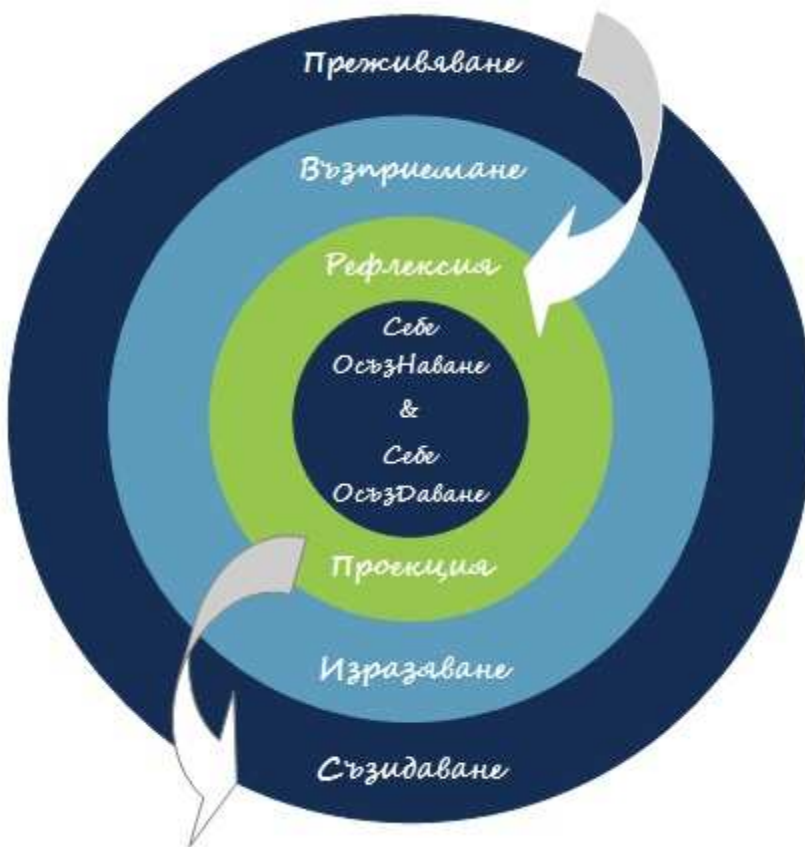 Преживяване
Възприемане
Рефлексия
Себе
ОсъзНаване
&
Себе
ОсъзДаване
Проекция
Изразяване
Съзидаване